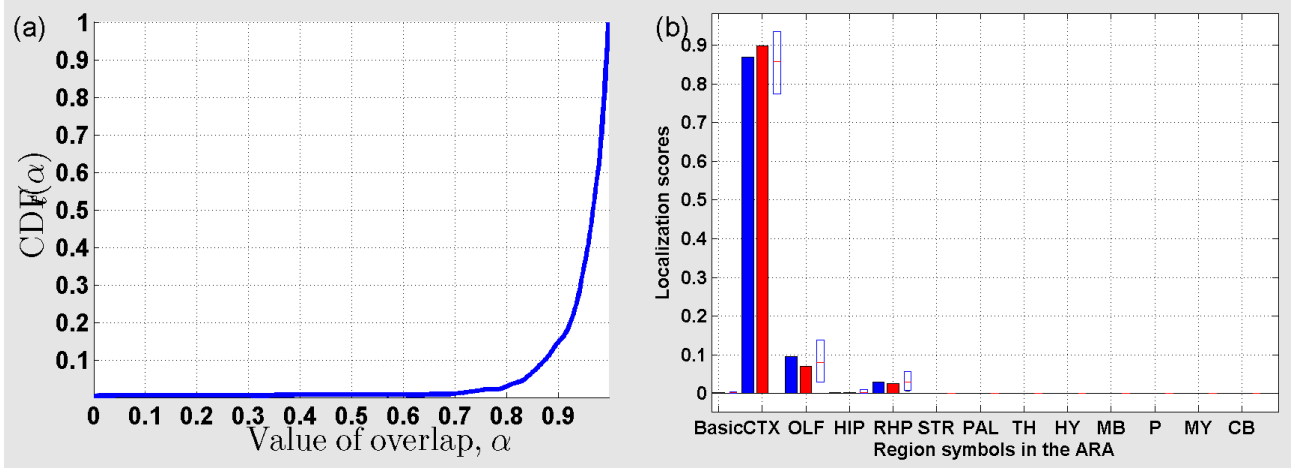 (a)
1
0.9
0.8
0.7
0.6
0.5
0.4
0.3
0.2
0.1
CDF(α)
0 0.1 0.2 0.3 0.4 0.5 0.6 0.7 0.8 0.9
Value of overlap, α
(b)
0.9
0.8
0.7
0.6
0.5
0.4
0.3
0.2
0.1
0
Localization scores
Basic CTX OLF HIP RHP STR PAL TH HY MB P MY CB
Region symbols in the ARA